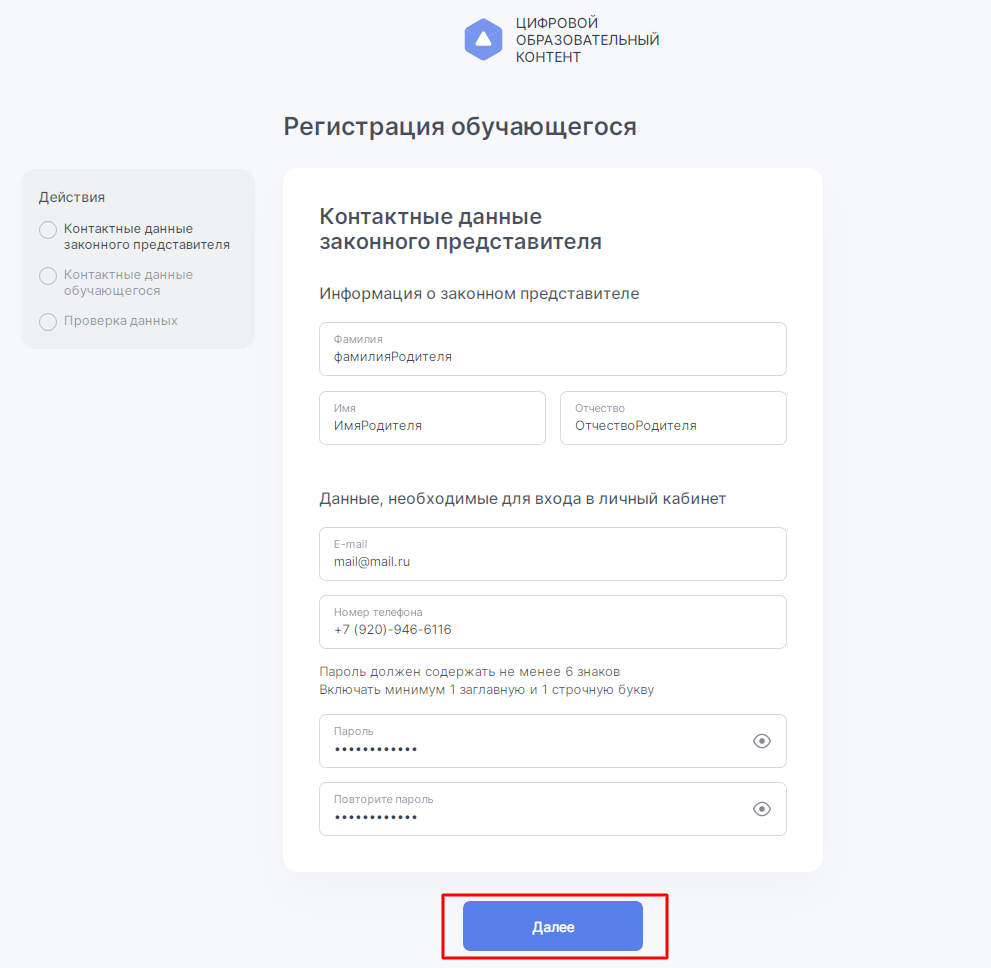 ЦИФРОВОЙ
ОБРАЗОВАТЕЛЬНЫЙ
КОНТЕНТ
Регистрация обучающегося
Действия
Контактные данные
законного представителя
Контактные данные
обучающегося
Проверка данных
Контактные данные
законного представителя
Информация о законном представителе
Фамилия
фамилияРодителя
Имя
ИмяРодителя
Отчество
ОтчествоРодителя
Данные, необходимые для входа в личный кабинет
E-mail
mail@mail.ru
Номер телефона
+7 (920)-946-6116
Пароль должен содержать не менее 6 знаков
Включать минимум 1 заглавную и 1 строчную букву
Пароль
••••••••••••
Повторите пароль
••••••••••••
Далее